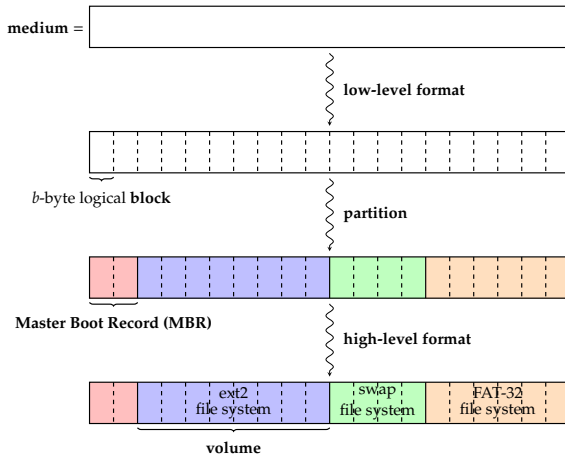 medium =
low-level format
b-byte logical block
partition
Master Boot Record (MBR)
high-level format
ext2
file system
swap
file system
FAT-32
file system
volume